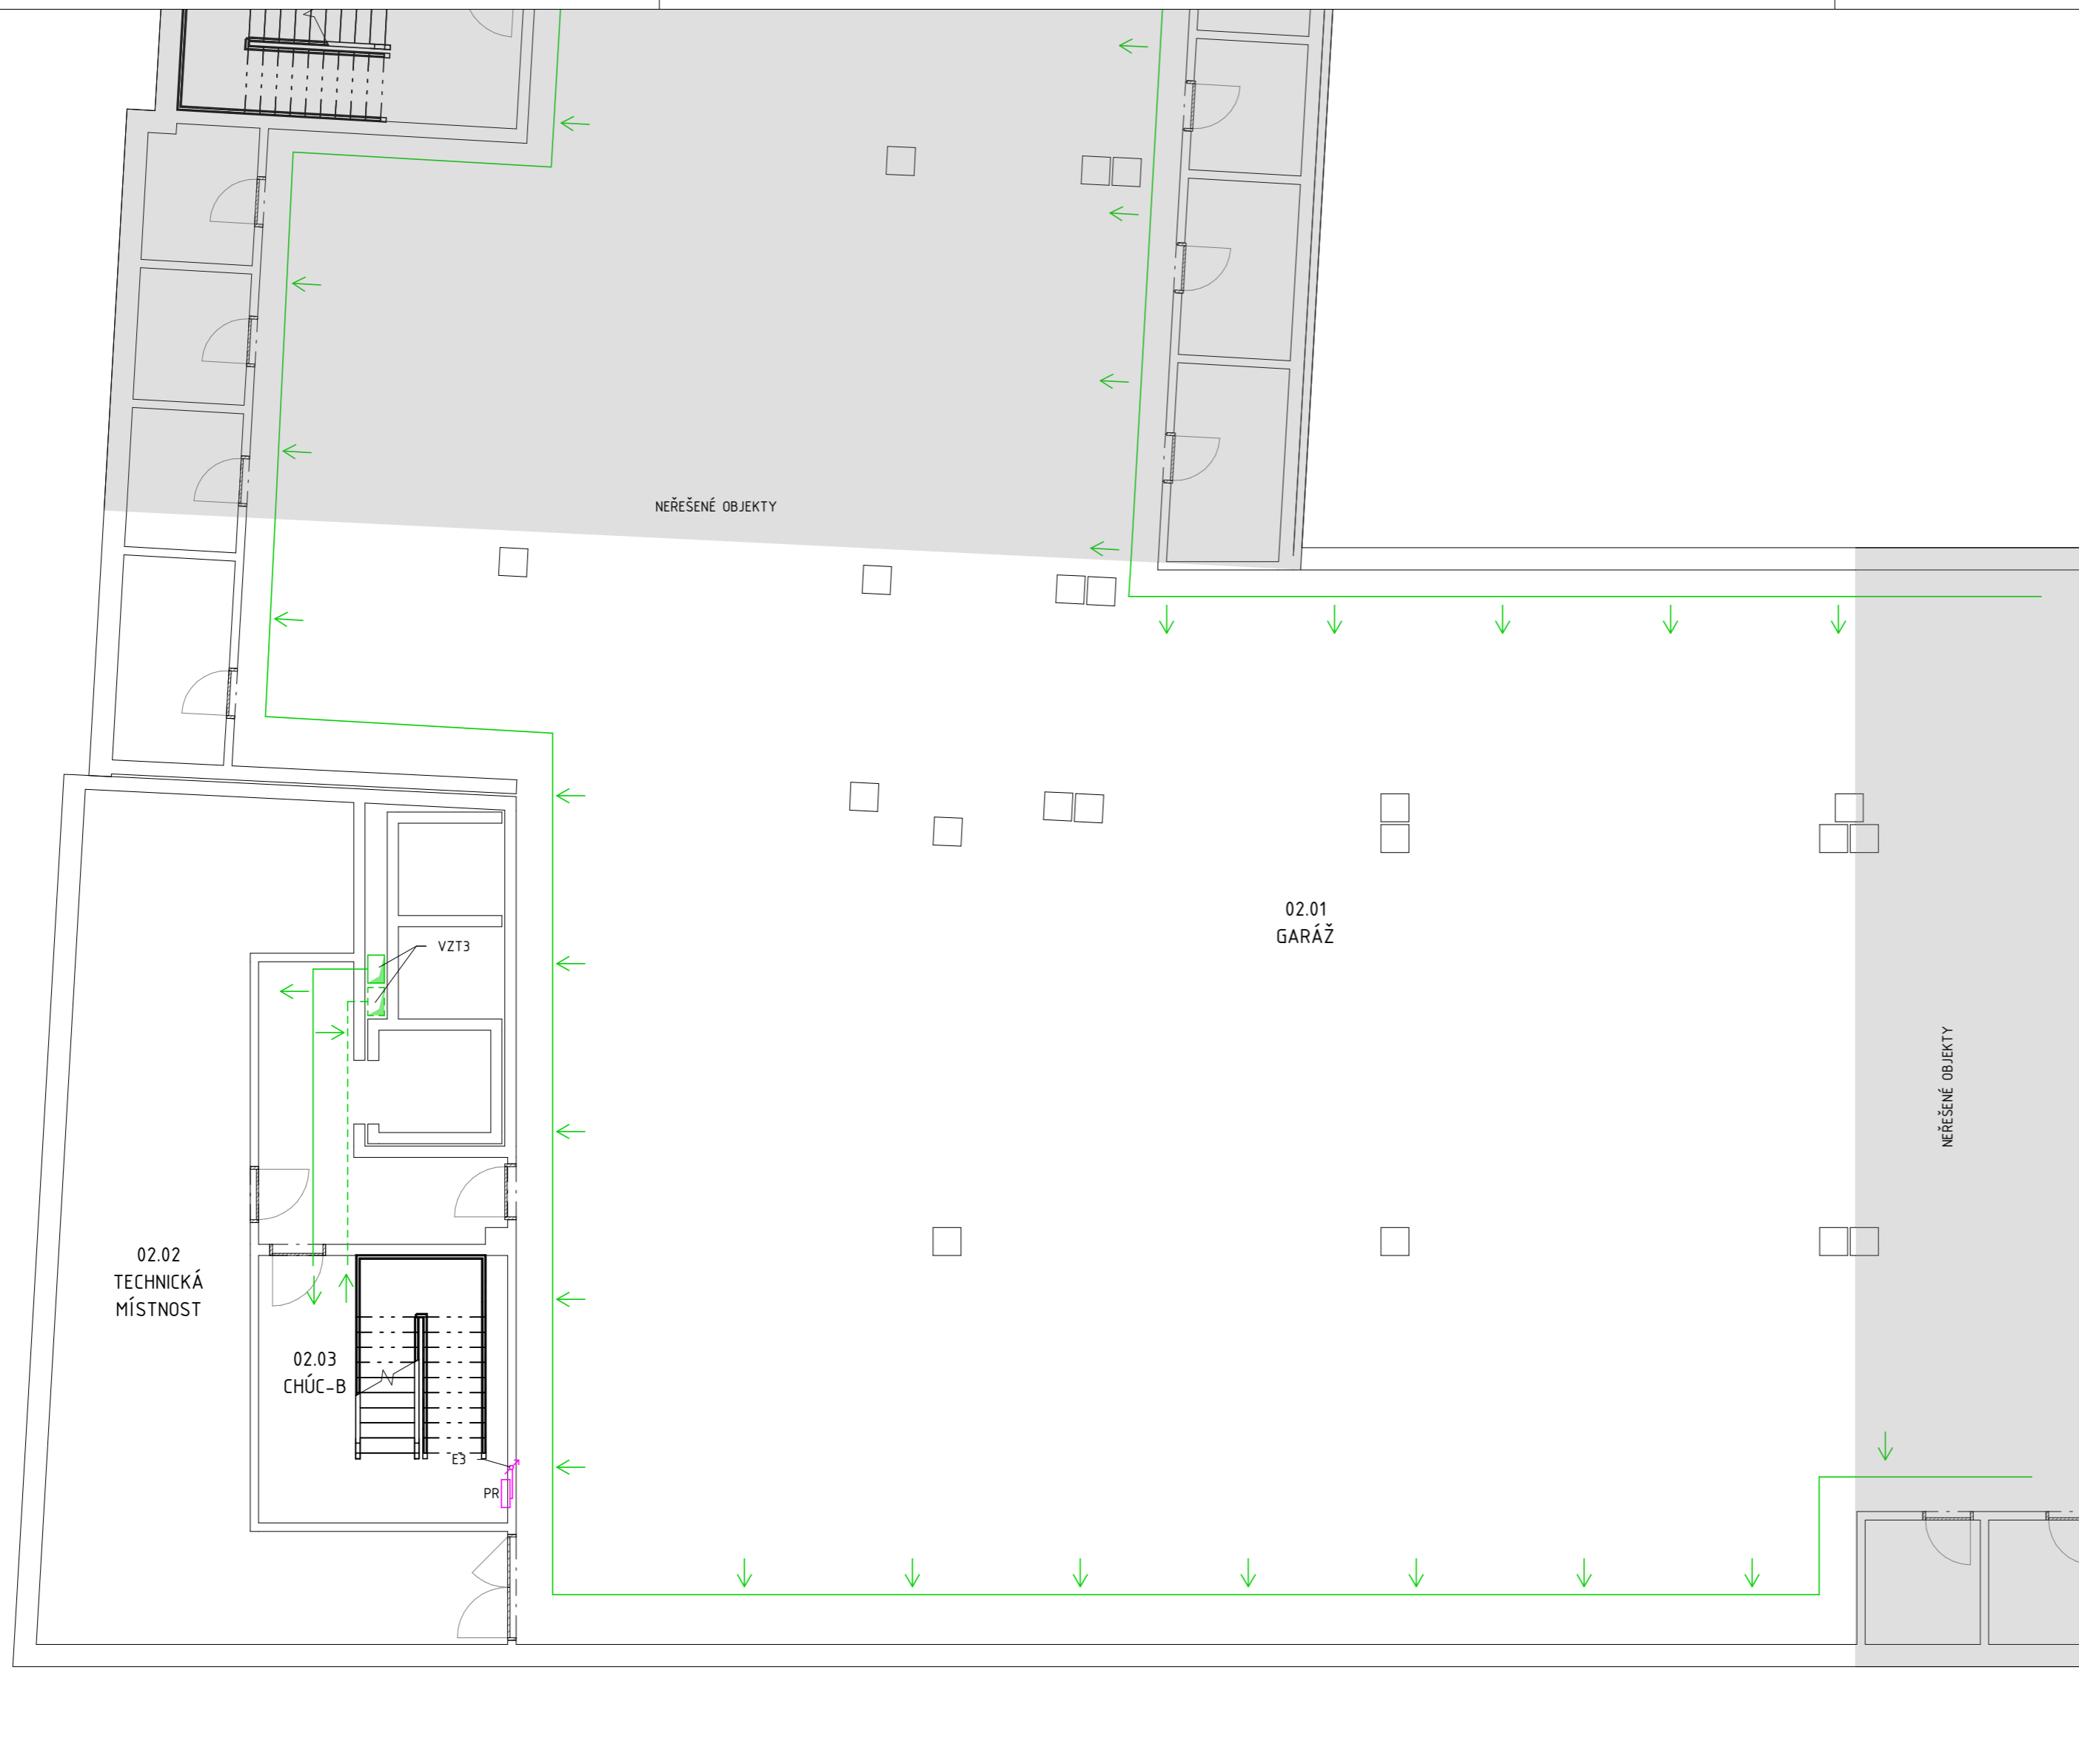 NEŘEŠENÉ OBJEKTY
02.01
GARÁŽ
VZT3
NEŘEŠENÉ OBJEKTY
02.02
TECHNICKÁ
MÍSTNOST
02.03
CHÚC-B
E3
PR